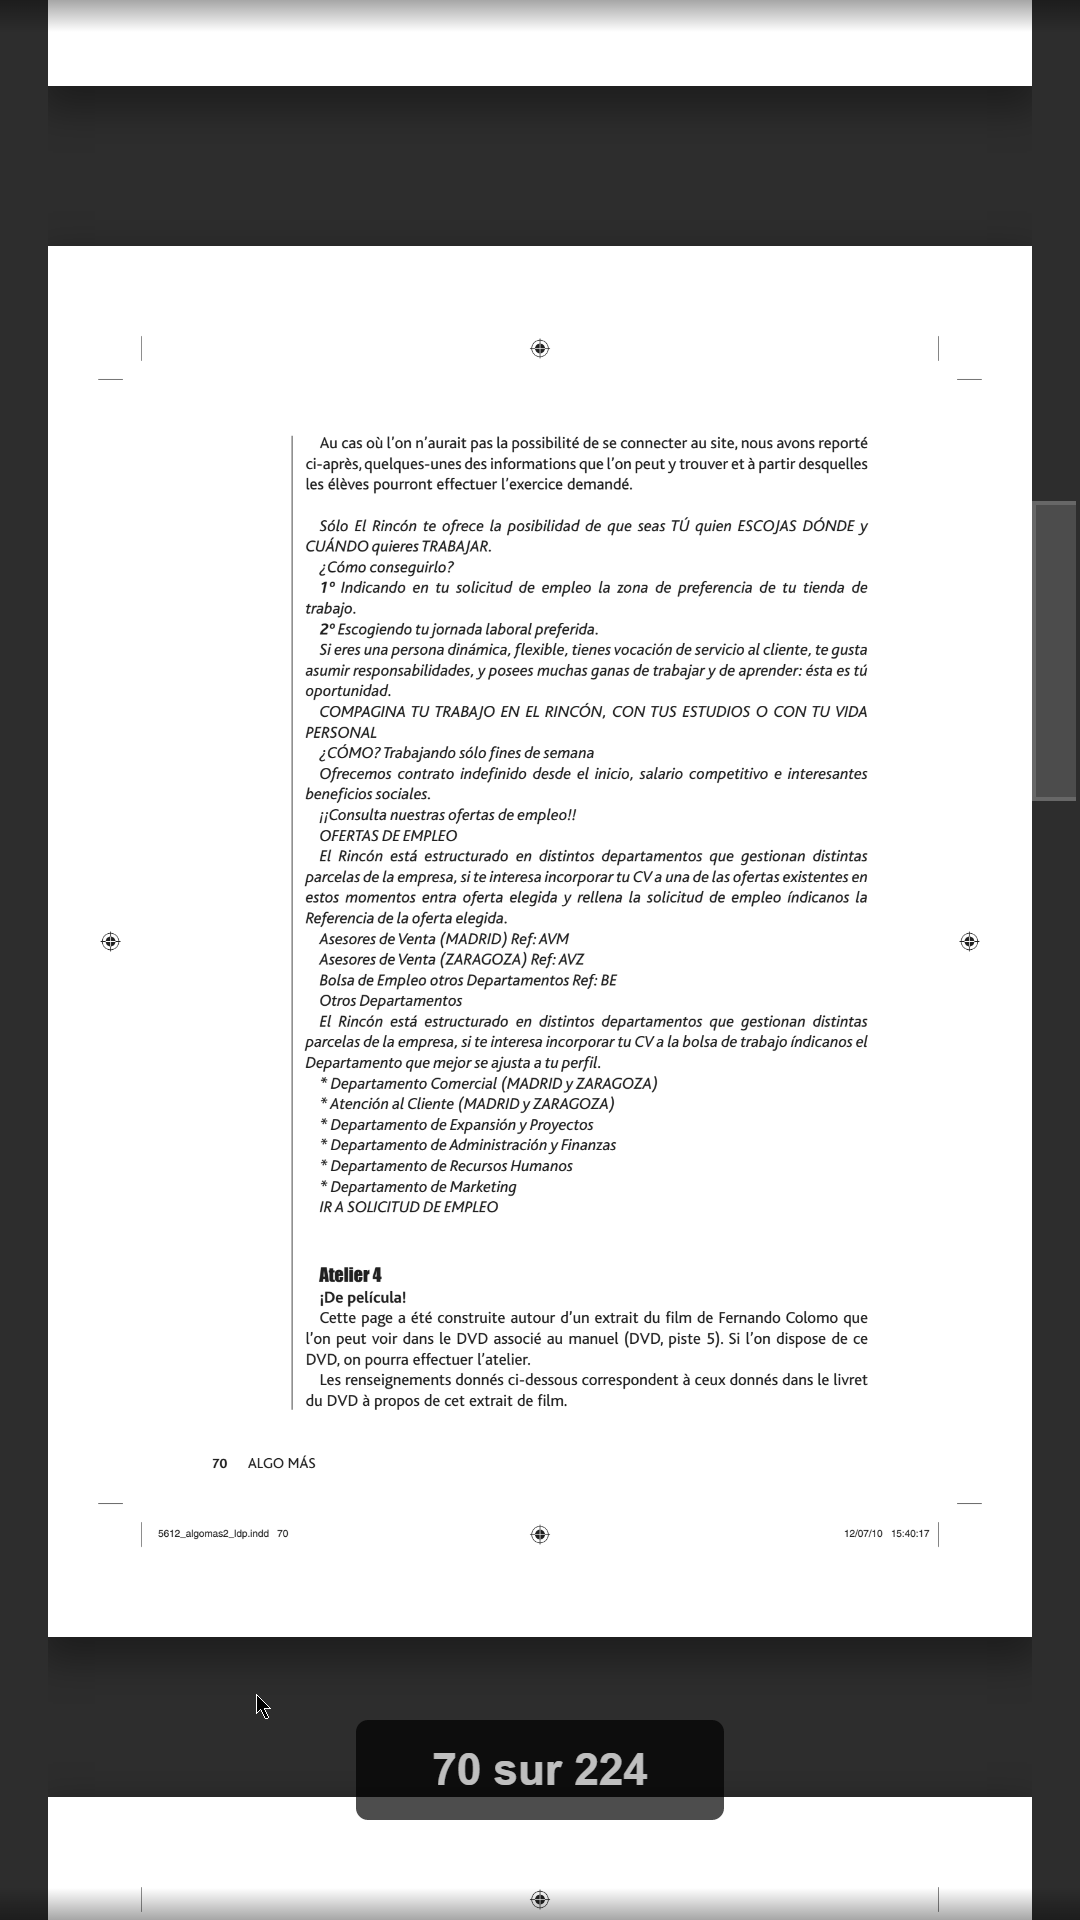 Au cas où l'on n'aurait pas la possibilité de se connecter au site, nous avons reporté
ci-après, quelques-unes des informations que l'on peut y trouver et à partir desquelles
les élèves pourront effectuer l'exercice demandé.
Sólo El Rincón te ofrece la posibilidad de que seas TÚ quien ESCOJAS DÓNDE y
CUÁNDO quieres TRABAJAR.
¿Cómo conseguirlo?
1º Indicando en tu solicitud de empleo la zona de preferencia de tu tienda de
trabajo.
2º Escogiendo tu jornada laboral preferida.
Si eres una persona dinámica, flexible, tienes vocación de servicio al cliente, te gusta
asumir responsabilidades, y posees muchas ganas de trabajar y de aprender: ésta es tú
oportunidad.
COMPAGINA TU TRABAJO EN EL RINCÓN, CON TUS ESTUDIOS O CON TU VIDA
PERSONAL
¿CÓMO? Trabajando sólo fines de semana
Ofrecemos contrato indefinido desde el inicio, salario competitivo e interesantes
beneficios sociales.
¡¡Consulta nuestras ofertas de empleo!!
OFERTAS DE EMPLEO
El Rincón está estructurado en distintos departamentos que gestionan distintas
parcelas de la empresa, si te interesa incorporar tu CV a una de las ofertas existentes en
estos momentos entra oferta elegida y rellena la solicitud de empleo índicanos la
Referencia de la oferta elegida.
Asesores de Venta (MADRID) Ref: AVM
Asesores de Venta (ZARAGOZA) Ref: AVZ
Bolsa de Empleo otros Departamentos Ref: BE
Otros Departamentos
El Rincón está estructurado en distintos departamentos que gestionan distintas
parcelas de la empresa, si te interesa incorporar tu CV a la bolsa de trabajo índicanos el
Departamento que mejor se ajusta a tu perfil.
* Departamento Comercial (MADRID y ZARAGOZA)
* Atención al Cliente (MADRID y ZARAGOZA)
* Departamento de Expansión y Proyectos
* Departamento de Administración y Finanzas
* Departamento de Recursos Humanos
* Departamento de Marketing
IR A SOLICITUD DE EMPLEO
Atelier 4
¡De película!
Cette page a été construite autour d'un extrait du film de Fernando Colomo que
l'on peut voir dans le DVD associé au manuel (DVD, piste 5). Si l'on dispose de ce
DVD, on pourra effectuer l'atelier.
Les renseignements donnés ci-dessous correspondent à ceux donnés dans le livret
du DVD à propos de cet extrait de film.
70 ALGO MÁS
5612_algomas2_ldp.indd 70 12/07/10 15:40:17
70 sur 224